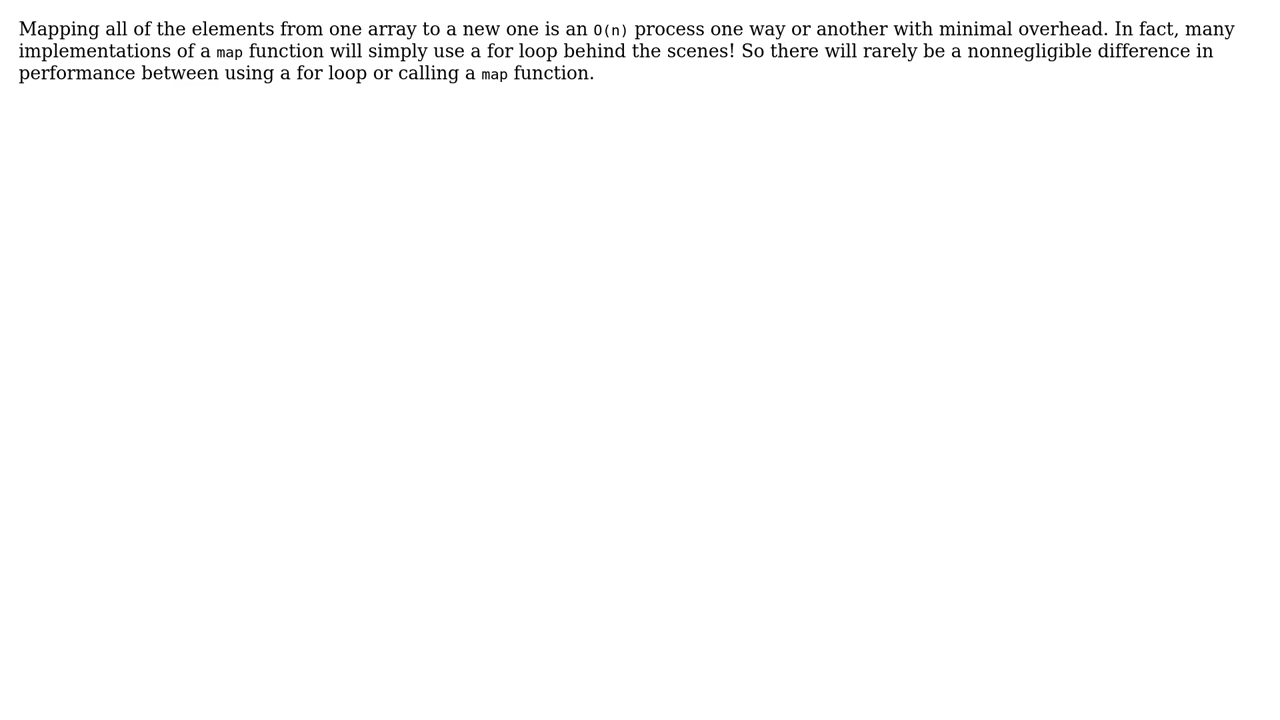 Mapping all of the elements from one array to a new one is an O(n) process one way or another with minimal overhead. In fact, many
implementations of a map function will simply use a for loop behind the scenes! So there will rarely be a nonnegligible difference in
performance between using a for loop or calling a map function.